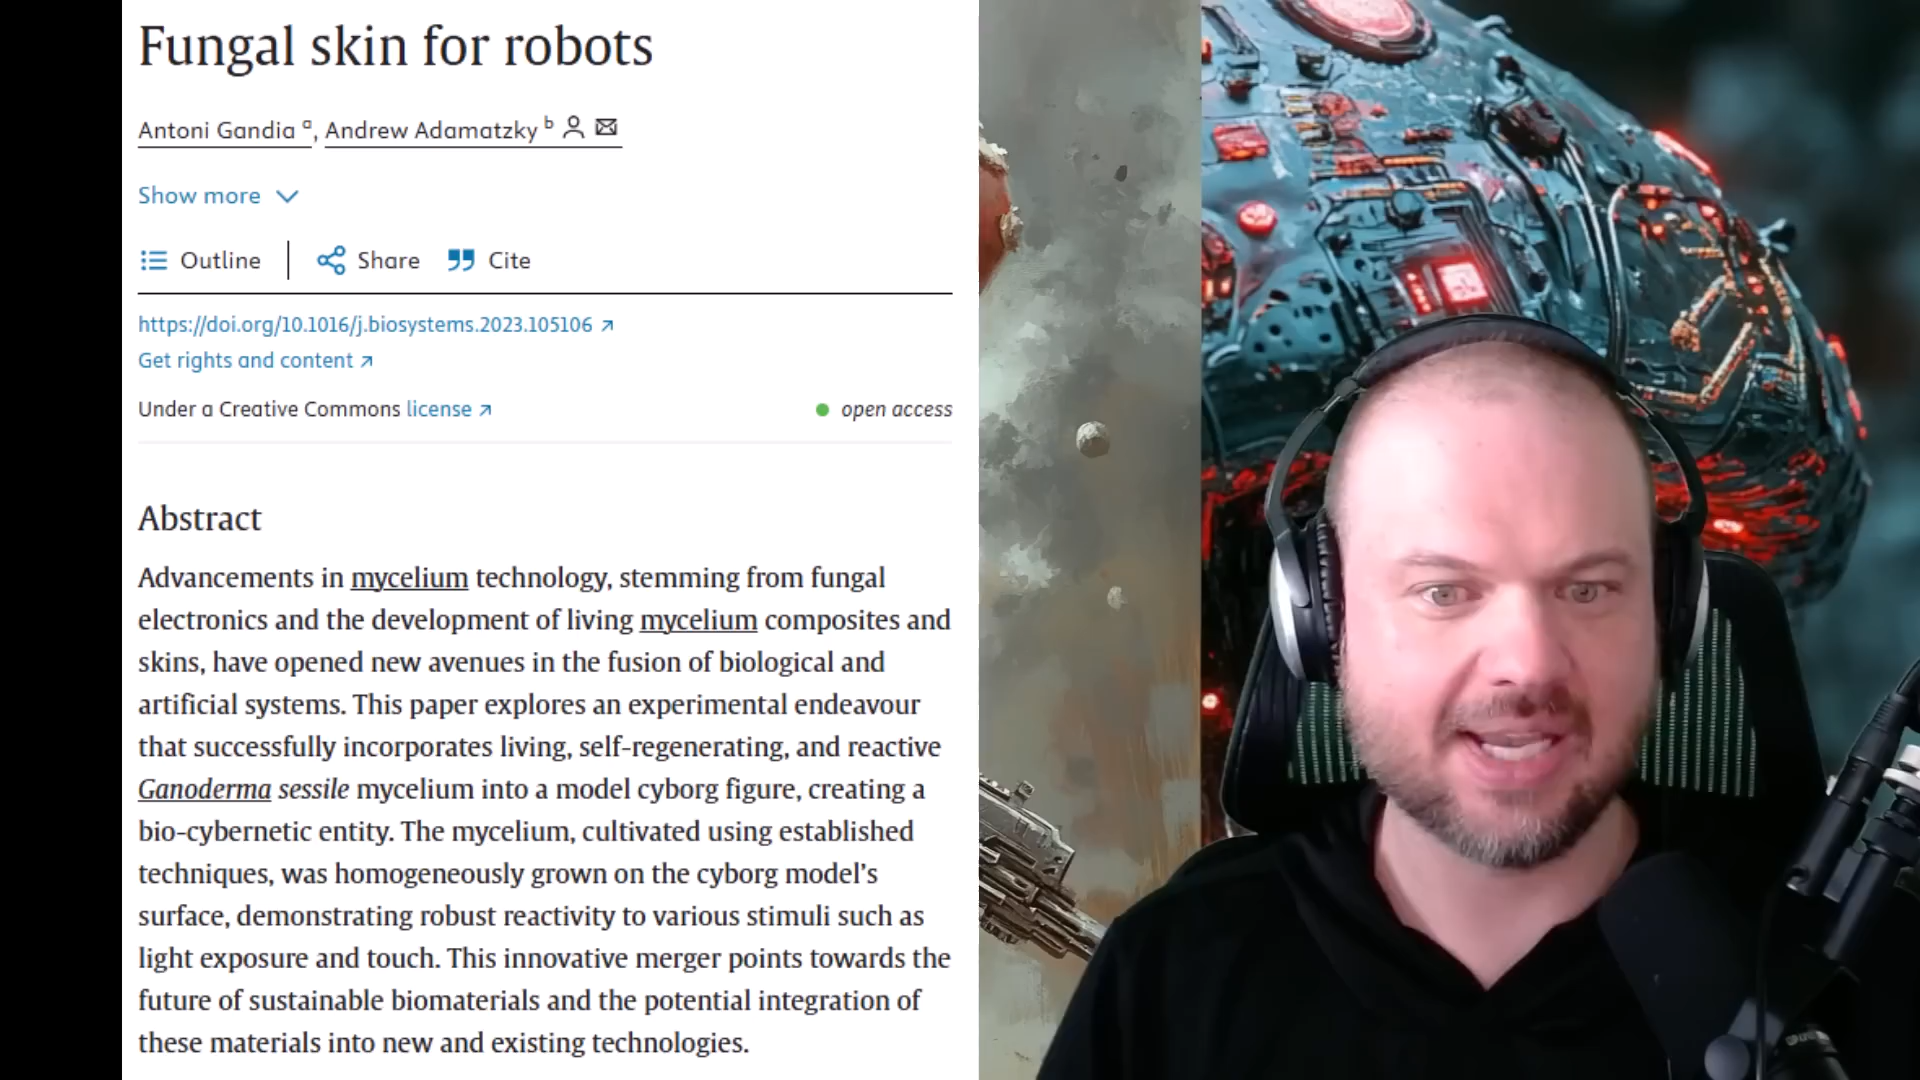 Fungal skin for robots
Antoni Gandia a, Andrew Adamatzky b
Show more
Outline | Share Cite
https://doi.org/10.1016/j.biosystems.2023.105106
Get rights and content
Under a Creative Commons license open access
Abstract
Advancements in mycelium technology, stemming from fungal
electronics and the development of living mycelium composites and
skins, have opened new avenues in the fusion of biological and
artificial systems. This paper explores an experimental endeavour
that successfully incorporates living, self-regenerating, and reactive
Ganoderma sessile mycelium into a model cyborg figure, creating a
bio-cybernetic entity. The mycelium, cultivated using established
techniques, was homogeneously grown on the cyborg model's
surface, demonstrating robust reactivity to various stimuli such as
light exposure and touch. This innovative merger points towards the
future of sustainable biomaterials and the potential integration of
these materials into new and existing technologies.